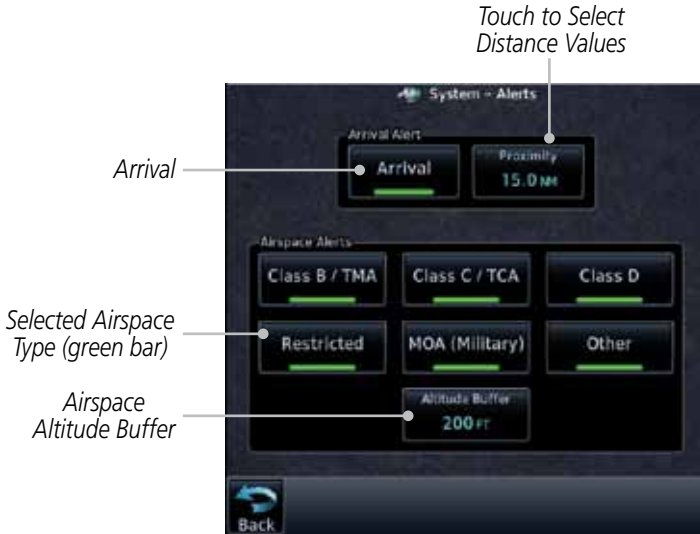 Touch to Select
Distance Values
System - Alerts
Arrival Alert
Arrival
Arrival
Proximity
15.0 NM
Airspace Alerts
Class B / TMA
Class C / TCA
Class D
Selected Airspace
Type (green bar)
Restricted
MOA (Military)
Other
Airspace
Altitude Buffer
Altitude Buffer
200 FT
Back